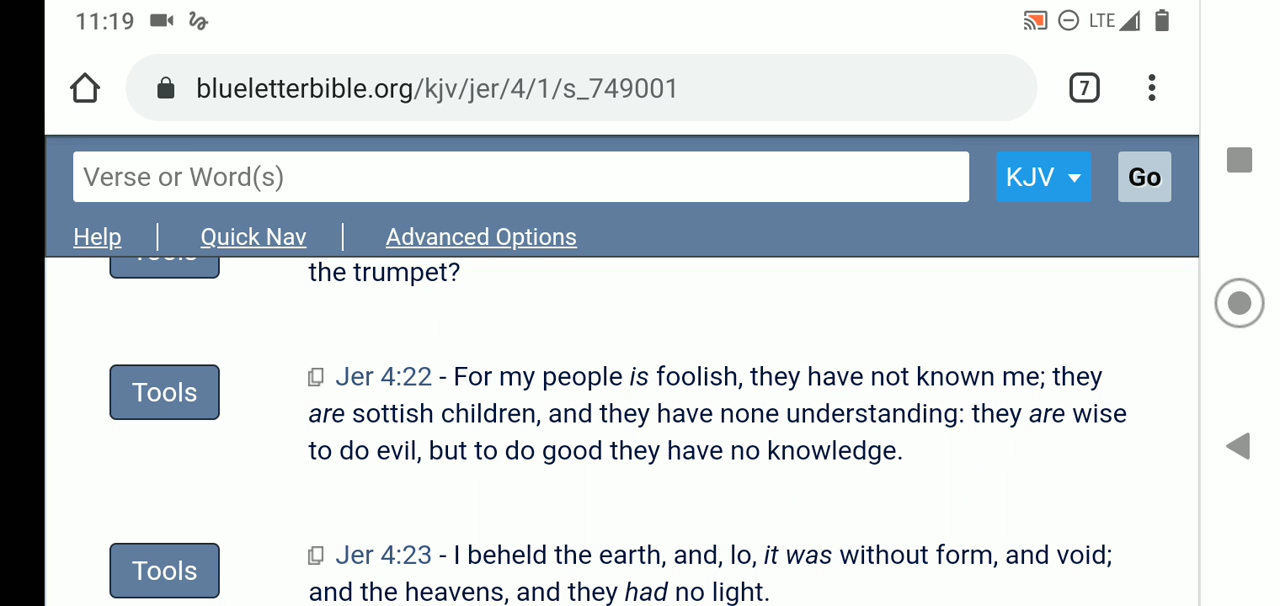 11:19 LTE
blueletterbible.org/kjv/jer/4/1/s_749001 7
Verse or Word(s) KJV Go
Help Quick Nav Advanced Options
Tools the trumpet?
Jer 4:22 - For my people is foolish, they have not known me; they
Tools are sottish children, and they have none understanding: they are wise
to do evil, but to do good they have no knowledge.
Jer 4:23 - I beheld the earth, and, lo, it was without form, and void;
Tools and the heavens, and they had no light.